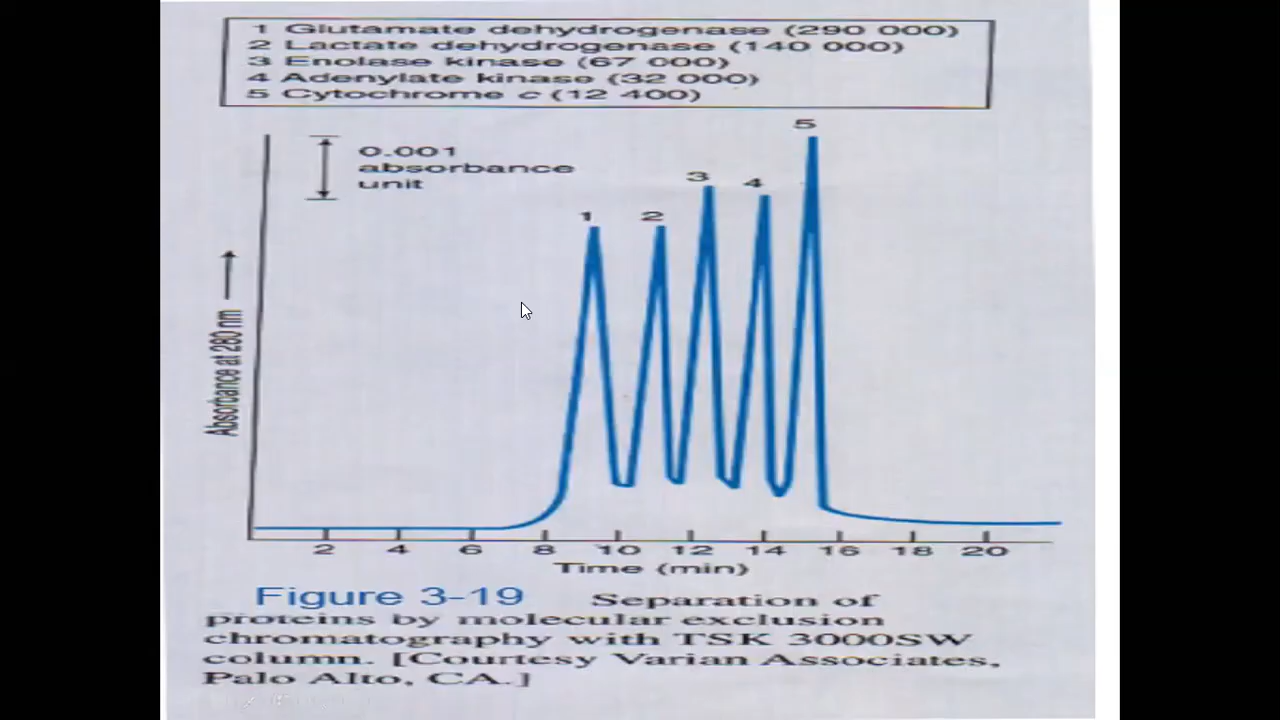 1 Glutamate dehydrogenase (290 000)
2 Lactate dehydrogenase (140 000)
3 Enolase kinase (67 000)
4 Adenylate kinase (32 000)
5 Cytochrome c (12 400)
5
0.001
absorbance
unit
3
4
1
2
Absorbance at 280 nm
2 4 6 8 10 12 14 16 18 20
Time (min)
Figure 3-19 Separation of
proteins by molecular exclusion
chromatography with TSK 3000SW
column. [Courtesy Varian Associates,
Palo Alto, CA.]